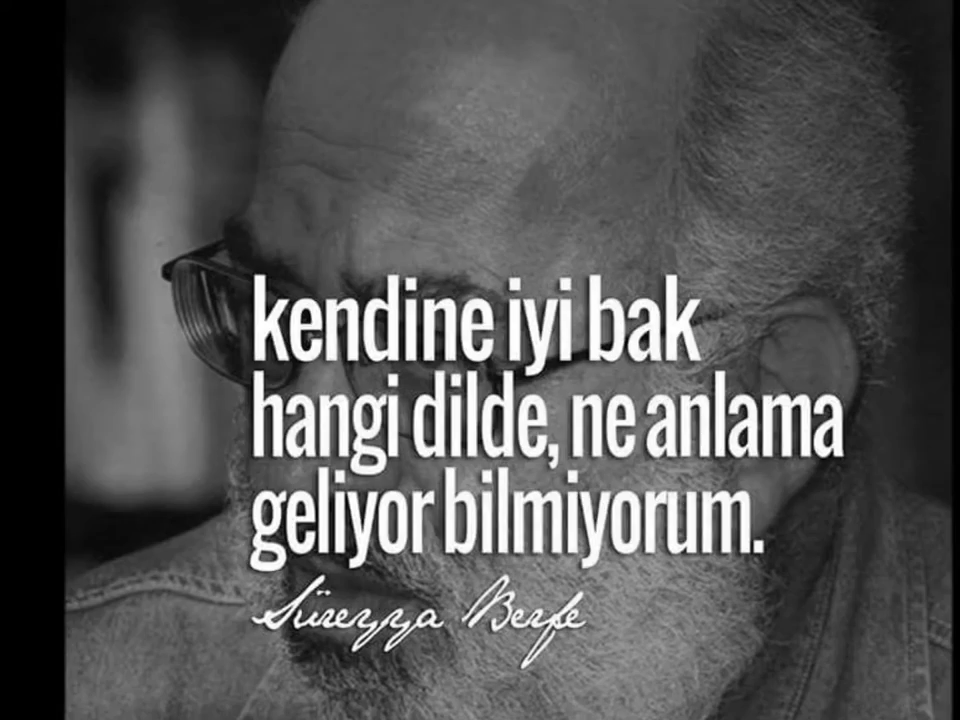 kendine iyi bak
hangi dilde, ne anlama
geliyor bilmiyorum.
Süreyya Berfe